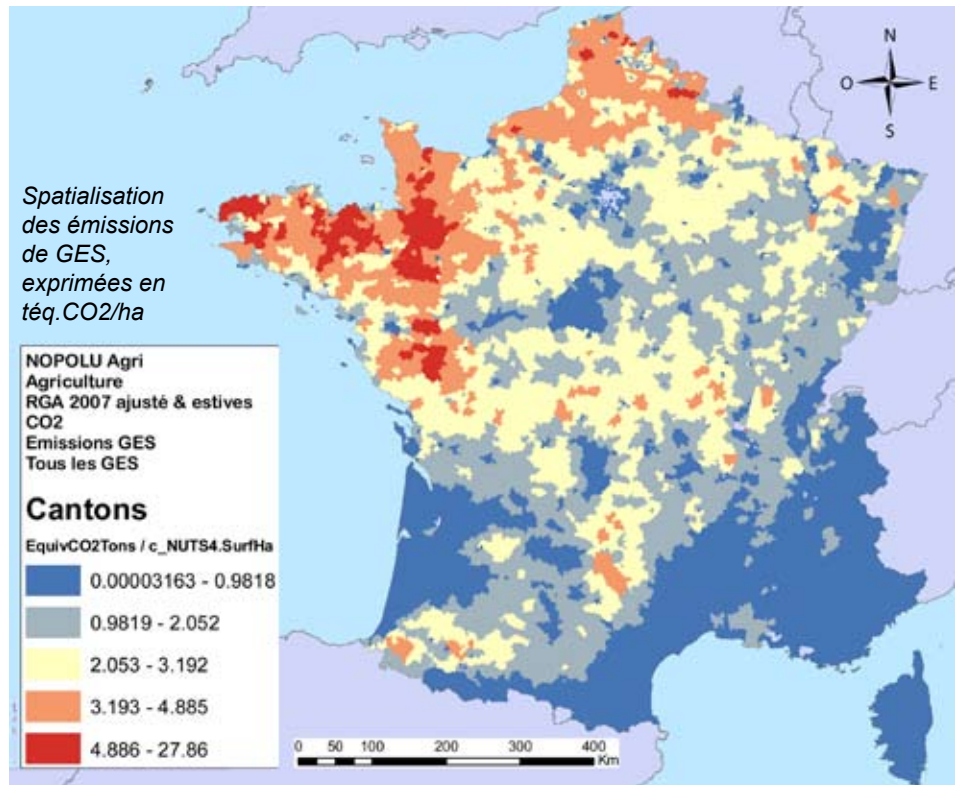 N
O
E
S
Spatialisation
des émissions
de GES,
exprimées en
téq.CO2/ha
NOPOLU Agri
Agriculture
RGA 2007 ajusté & estives
CO2
Emissions GES
Tous les GES
Cantons
EquivCO2Tons / c_NUTS4.SurfHa
0.00003163 - 0.9818
0.9819 - 2.052
2.053 - 3.192
3.193 - 4.885
4.886 - 27.86
0 50 100 200 300 400
Km